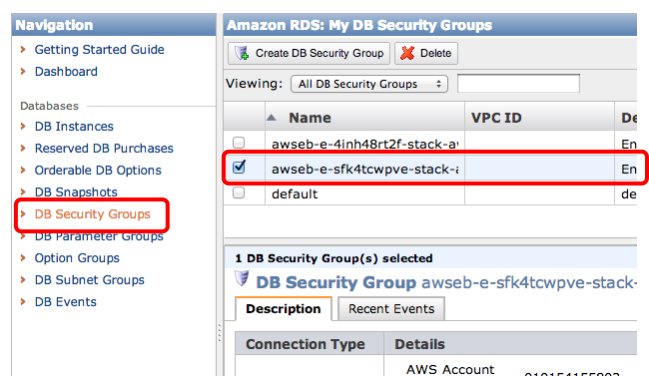 Navigation
Getting Started Guide
Dashboard
Databases
DB Instances
Reserved DB Purchases
Orderable DB Options
DB Snapshots
DB Security Groups
DB Parameter Groups
Option Groups
DB Subnet Groups
DB Events
Amazon RDS: My DB Security Groups
Create DB Security Group Delete
Viewing: All DB Security Groups
Name VPC ID De
awseb-e-4inh48rt2f-stack-a En
awseb-e-sfk4tcwpve-stack- En
default de
1 DB Security Group(s) selected
DB Security Group awseb-e-sfk4tcwpve-stack-
Description Recent Events
Connection Type Details
AWS Account